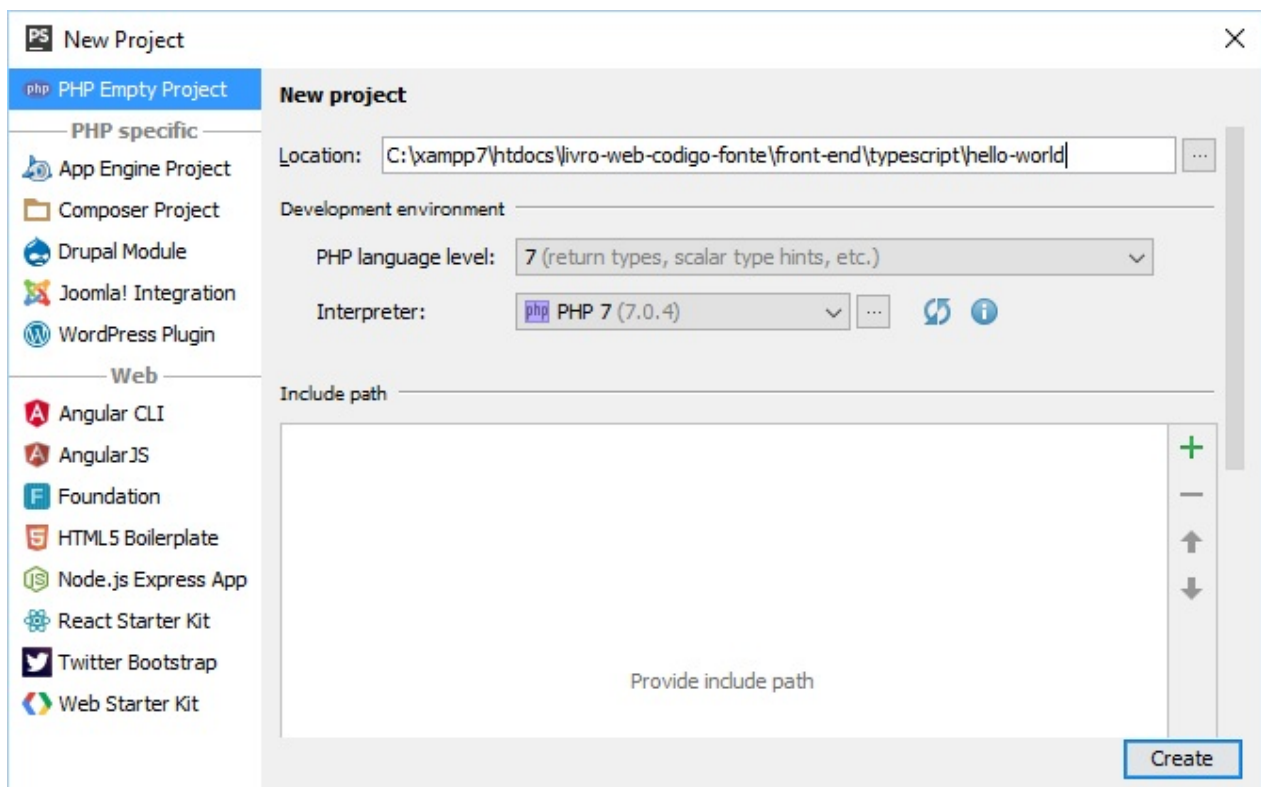 PS New Project
php PHP Empty Project
PHP specific
App Engine Project
Composer Project
Drupal Module
Joomla! Integration
WordPress Plugin
Web
Angular CLI
AngularJS
Foundation
HTML5 Boilerplate
Node.js Express App
React Starter Kit
Twitter Bootstrap
Web Starter Kit
New project
Location: C:\xampp7\htdocs\livro-web-codigo-fonte\front-end\typescript\hello-world ...
Development environment
PHP language level: 7 (return types, scalar type hints, etc.)
Interpreter: php PHP 7 (7.0.4) ...
Include path
Provide include path
Create